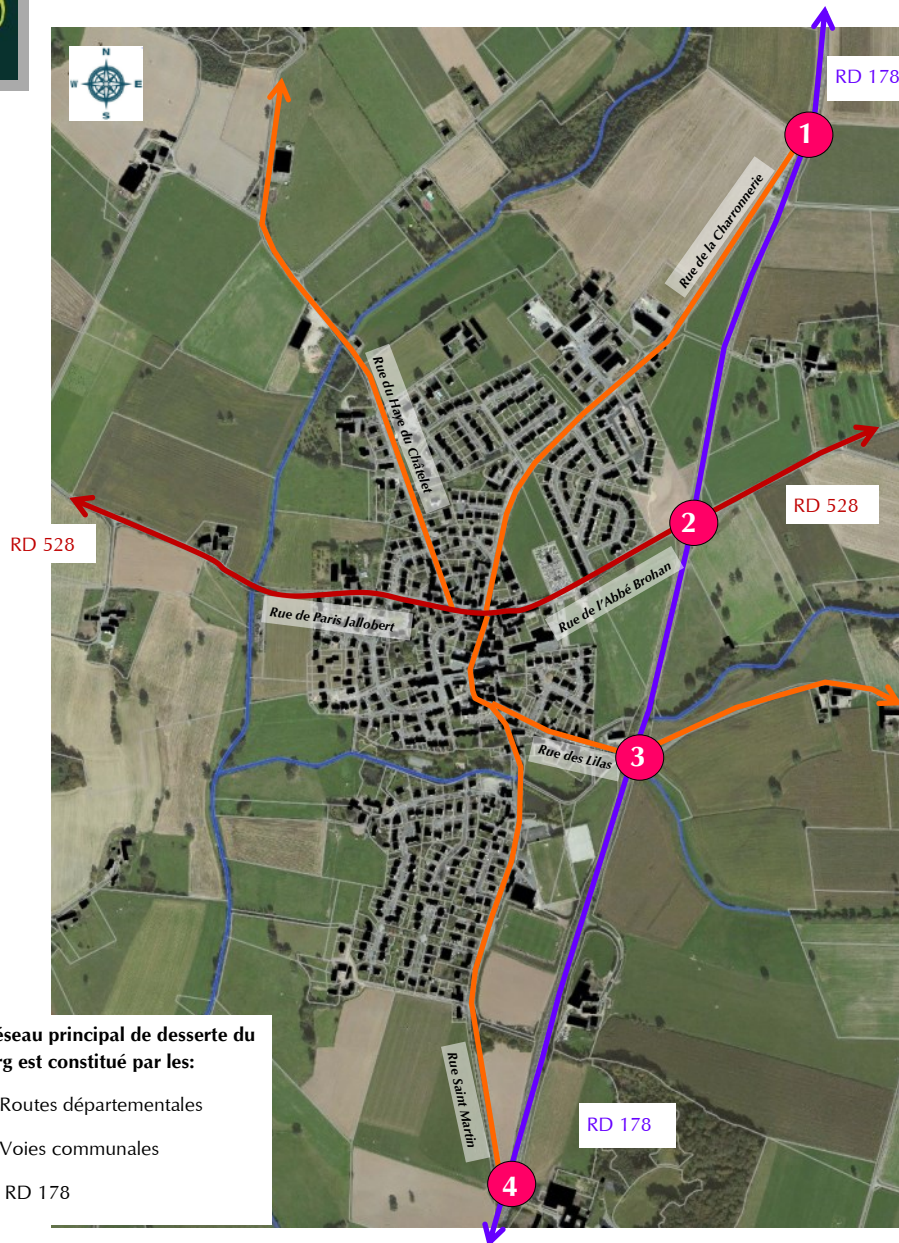 N
W E
S
RD 178
1
Rue de la Charronnerie
Rue du Haye du Châtelet
2
RD 528
RD 528
Rue de l'Abbé Brohan
Rue de Paris Jallobert
Rue des Lilas
3
éseau principal de desserte du
rg est constitué par les:
Routes départementales
Voies communales
RD 178
Rue Saint Martin
RD 178
4